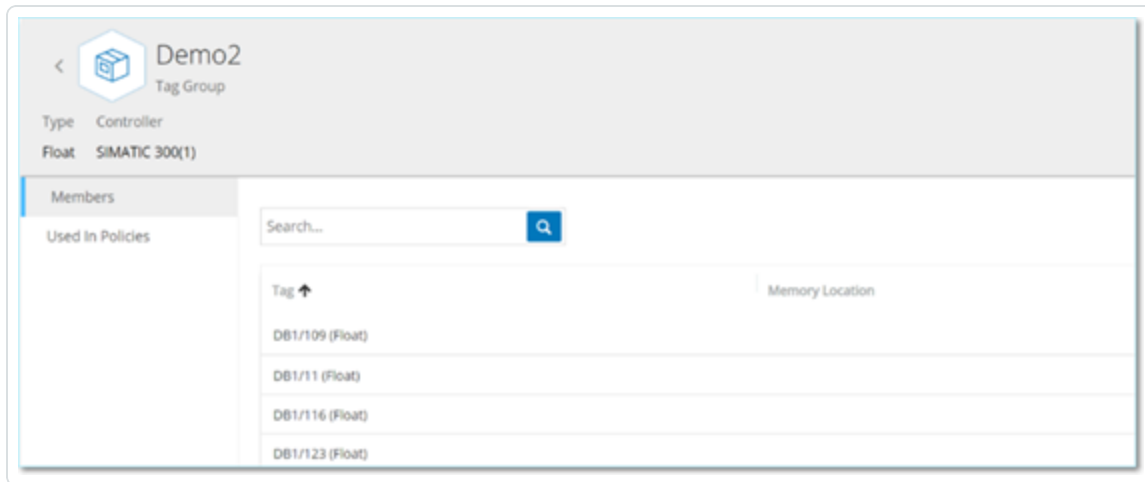 Demo2
Tag Group
Type Controller
Float SIMATIC 300(1)
Members
Used In Policies
Search...
Tag Memory Location
DB1/109 (Float)
DB1/11 (Float)
DB1/116 (Float)
DB1/123 (Float)